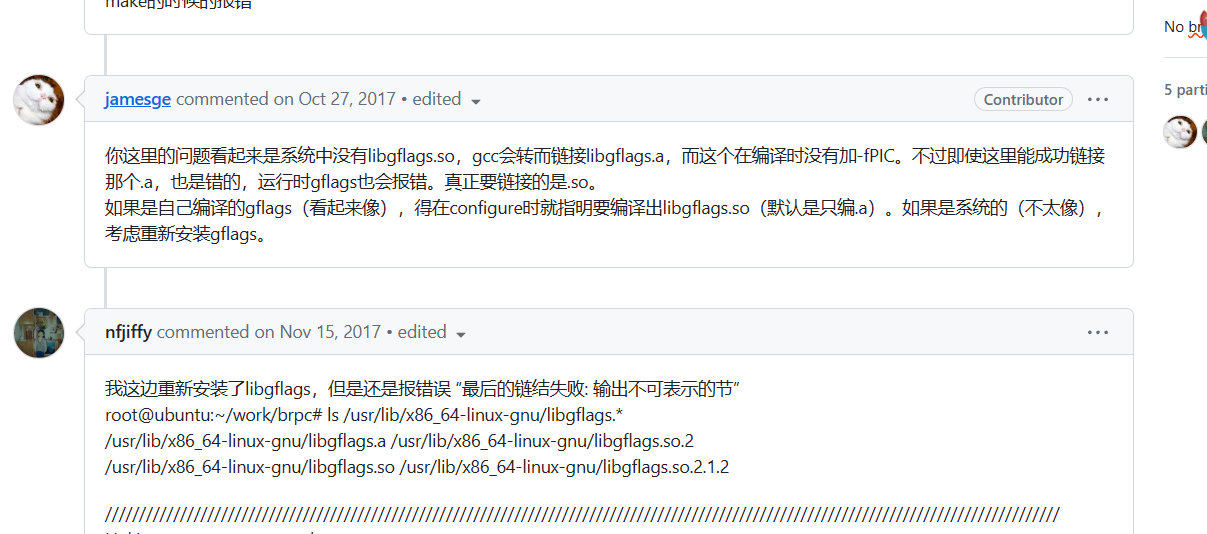 make的时候的报错
No br
jamesge commented on Oct 27, 2017 • edited
Contributor
5 parti
你这里的问题看起来是系统中没有libgflags.so，gcc会转而链接libgflags.a，而这个在编译时没有加-fPIC。不过即使这里能成功链接
那个.a，也是错的，运行时gflags也会报错。真正要链接的是.so。
如果是自己编译的gflags（看起来像），得在configure时就指明要编译出libgflags.so（默认是只编.a）。如果是系统的（不太像），
考虑重新安装gflags。
nfjiffy commented on Nov 15, 2017 • edited
我这边重新安装了libgflags，但是还是报错误 “最后的链结失败: 输出不可表示的节”
root@ubuntu:~/work/brpc# ls /usr/lib/x86_64-linux-gnu/libgflags.*
/usr/lib/x86_64-linux-gnu/libgflags.a /usr/lib/x86_64-linux-gnu/libgflags.so.2
/usr/lib/x86_64-linux-gnu/libgflags.so /usr/lib/x86_64-linux-gnu/libgflags.so.2.1.2
////////////////////////////////////////////////////////////////////////////////////////////////////////////////////////////////////////////